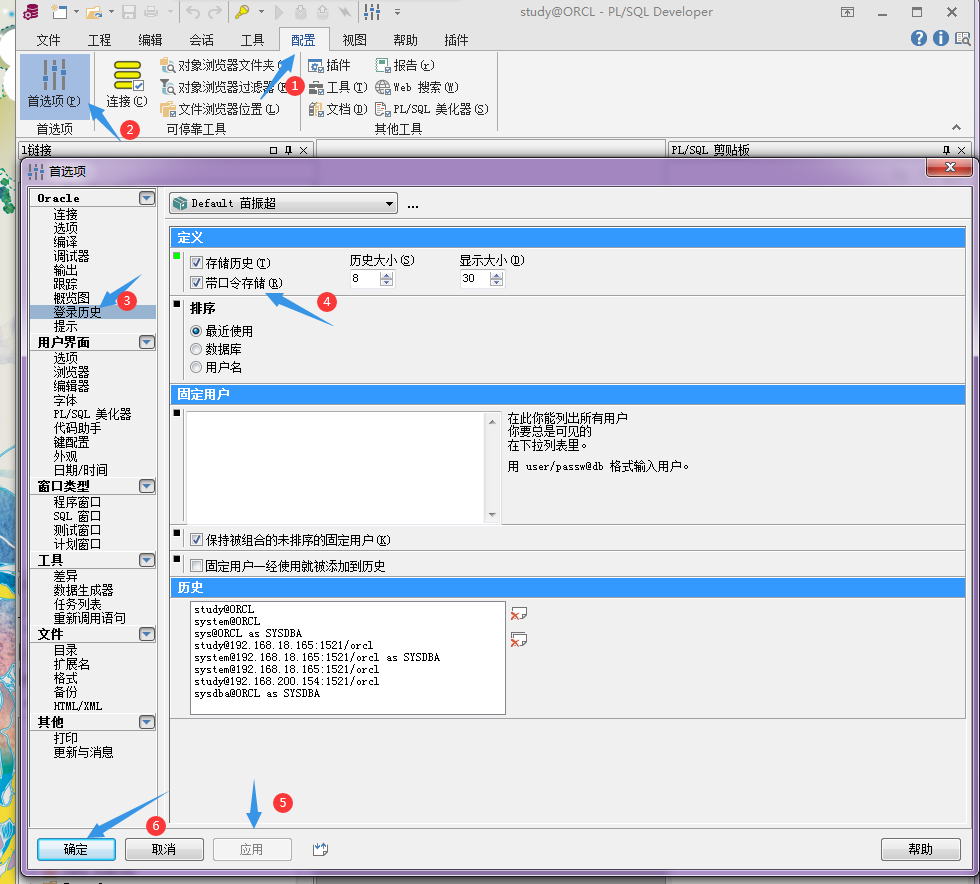 study@ORCL - PL/SQL Developer
文件 工程 编辑 会话 工具 配置 视图 帮助 插件
首选项(P)
连接(C)
对象浏览器文件夹
对象浏览器过滤器
文件浏览器位置(L)
插件
工具(T)
文档(D)
报告(r)
Web 搜索(W)
PL/SQL 美化器(S)
1
2
首选项 可停靠工具 其他工具
1链接
PL/SQL 剪贴板
首选项
Oracle
连接
选项
编译
调试器
输出
跟踪
概览图
登录历史
提示
3
用户界面
选项
浏览器
编辑器
字体
PL/SQL 美化器
代码助手
键配置
外观
日期/时间
窗口类型
程序窗口
SQL 窗口
测试窗口
计划窗口
工具
差异
数据生成器
任务列表
重新调用语句
文件
目录
扩展名
格式
备份
HTML/XML
其他
打印
更新与消息
Default 苗振超
...
定义
存储历史(T)
带口令存储(R)
历史大小(S)
8
显示大小(D)
30
4
排序
最近使用
数据库
用户名
固定用户
在此你能列出所有用户
你要总是可见的
在下拉列表里。
用 user/passw@db 格式输入用户。
保持被组合的未排序的固定用户(K)
固定用户一经使用就被添加到历史
历史
study@ORCL
system@ORCL
sys@ORCL as SYSDBA
study@192.168.18.165:1521/orcl
system@192.168.18.165:1521/orcl as SYSDBA
system@192.168.18.165:1521/orcl
study@192.168.200.154:1521/orcl
sysdba@ORCL as SYSDBA
5
6
确定 取消 应用 帮助